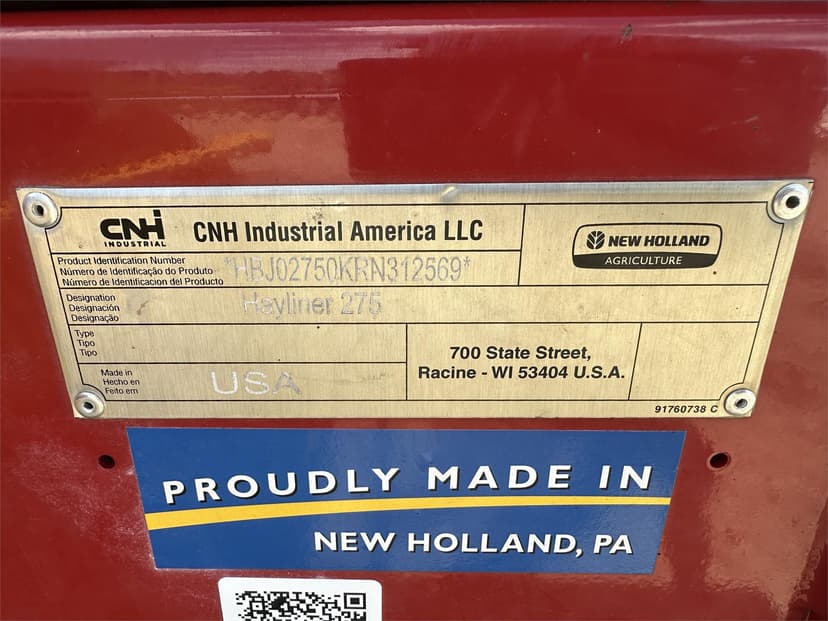 CNH
INDUSTRIAL
CNH Industrial America LLC
NEW HOLLAND
AGRICULTURE
Product Identification Number
Número de Identificação do Produto
Número de Identificacion del Producto
*HBJ02750KRN312569*
Designation
Designación
Designação
Hayliner 275
Type
Tipo
Tipo
Made in
Hecho en
Feito em
USA
700 State Street,
Racine - WI 53404 U.S.A.
91760738 C
PROUDLY MADE IN
NEW HOLLAND, PA